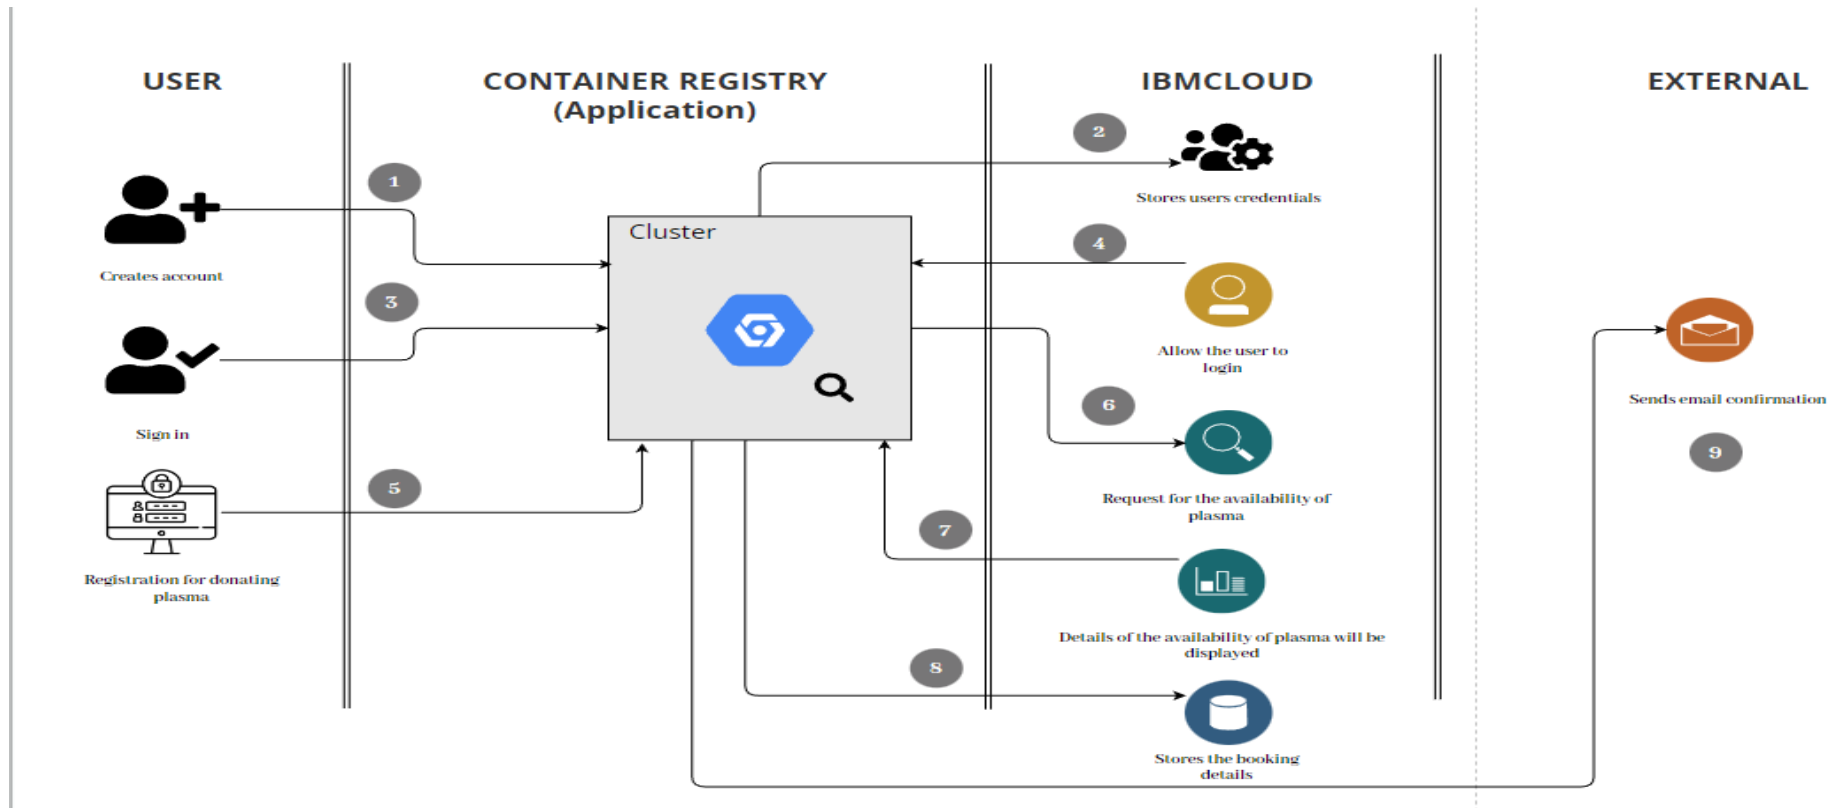 USER
CONTAINER REGISTRY
(Application)
IBMCLOUD
EXTERNAL
1
Creates account
3
Sign in
5
Registration for donating
plasma
Cluster
2
Stores users credentials
4
Allow the user to
login
6
Request for the availability of
plasma
7
Details of the availability of plasma will be
displayed
8
Stores the booking
details
Sends email confirmation
9